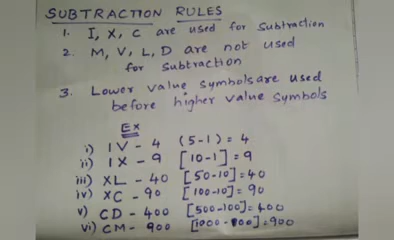 SUBTRACTION RULES
1. I, X, C are used for Subtraction
2. M, V, L, D are not used
for Subtraction
3. Lower value symbols are used
before higher value symbols
Ex
i) IV - 4 (5-1) = 4
ii) IX - 9 [10-1] = 9
iii) XL - 40 [50-10] = 40
iv) XC - 90 [100-10] = 90
v) CD - 400 [500-100] = 400
vi) CM - 900 [1000-100] = 900